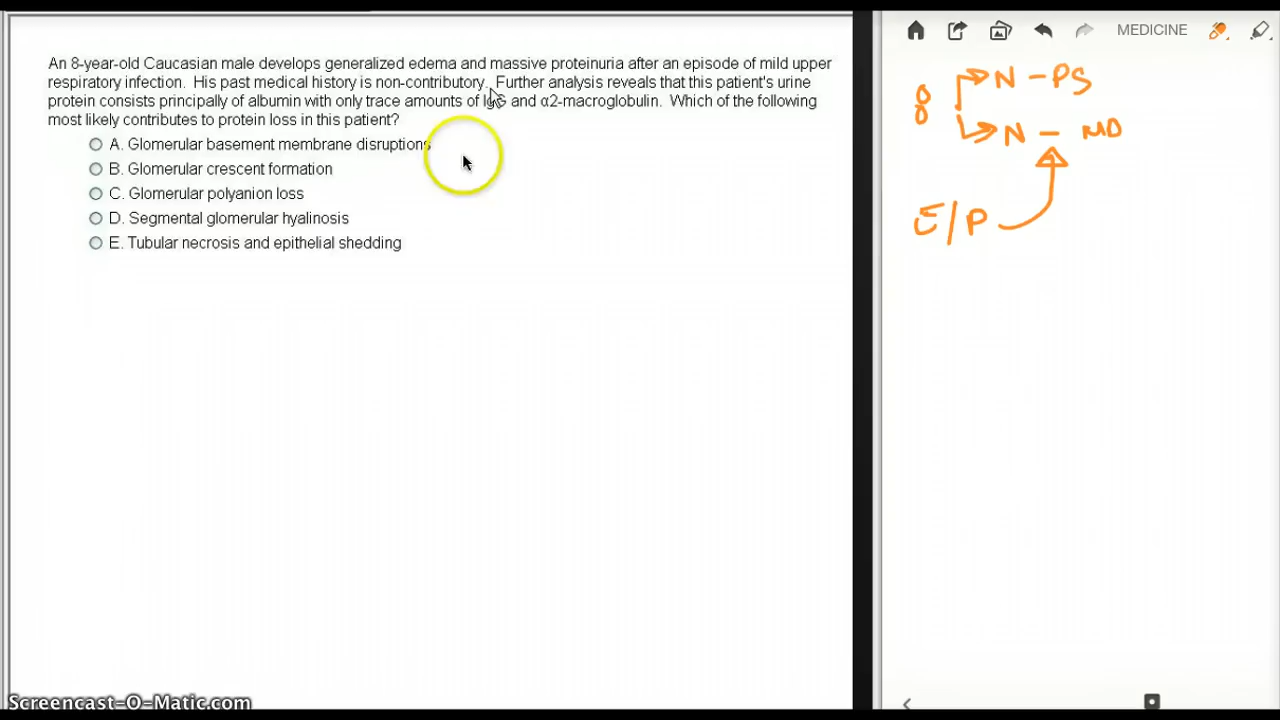 An 8-year-old Caucasian male develops generalized edema and massive proteinuria after an episode of mild upper
respiratory infection. His past medical history is non-contributory. Further analysis reveals that this patient's urine
protein consists principally of albumin with only trace amounts of IgG and α2-macroglobulin. Which of the following
most likely contributes to protein loss in this patient?
A. Glomerular basement membrane disruptions
B. Glomerular crescent formation
C. Glomerular polyanion loss
D. Segmental glomerular hyalinosis
E. Tubular necrosis and epithelial shedding
MEDICINE
8
N - PS
N - MD
E/P
Screencast-O-Matic.com